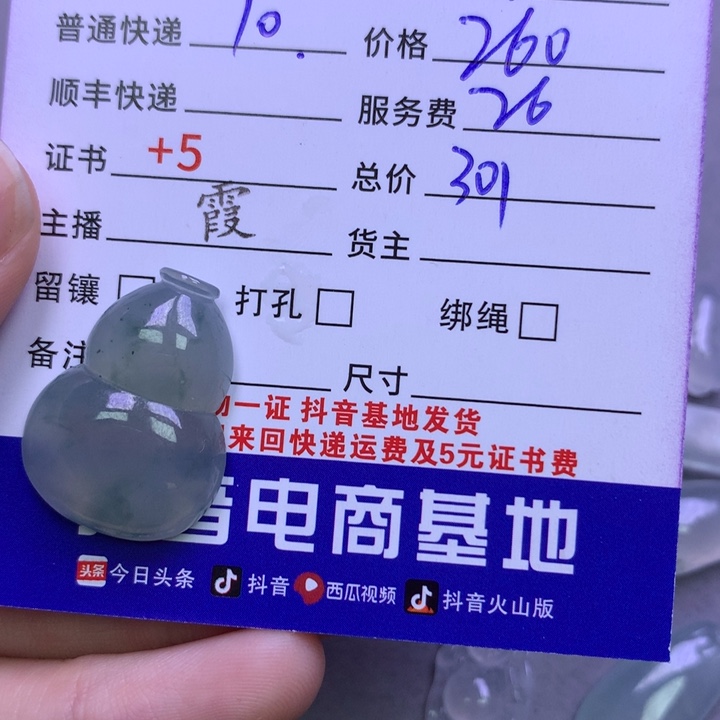 普通快递 10. 价格 260
顺丰快递 服务费 26
证书 +5 总价 301
主播 霞 货主
留镶 打孔 绑绳
备注 尺寸
一证 抖音基地发货
来回快递运费及5元证书费
音电商基地
头条 今日头条 抖音 西瓜视频 抖音火山版